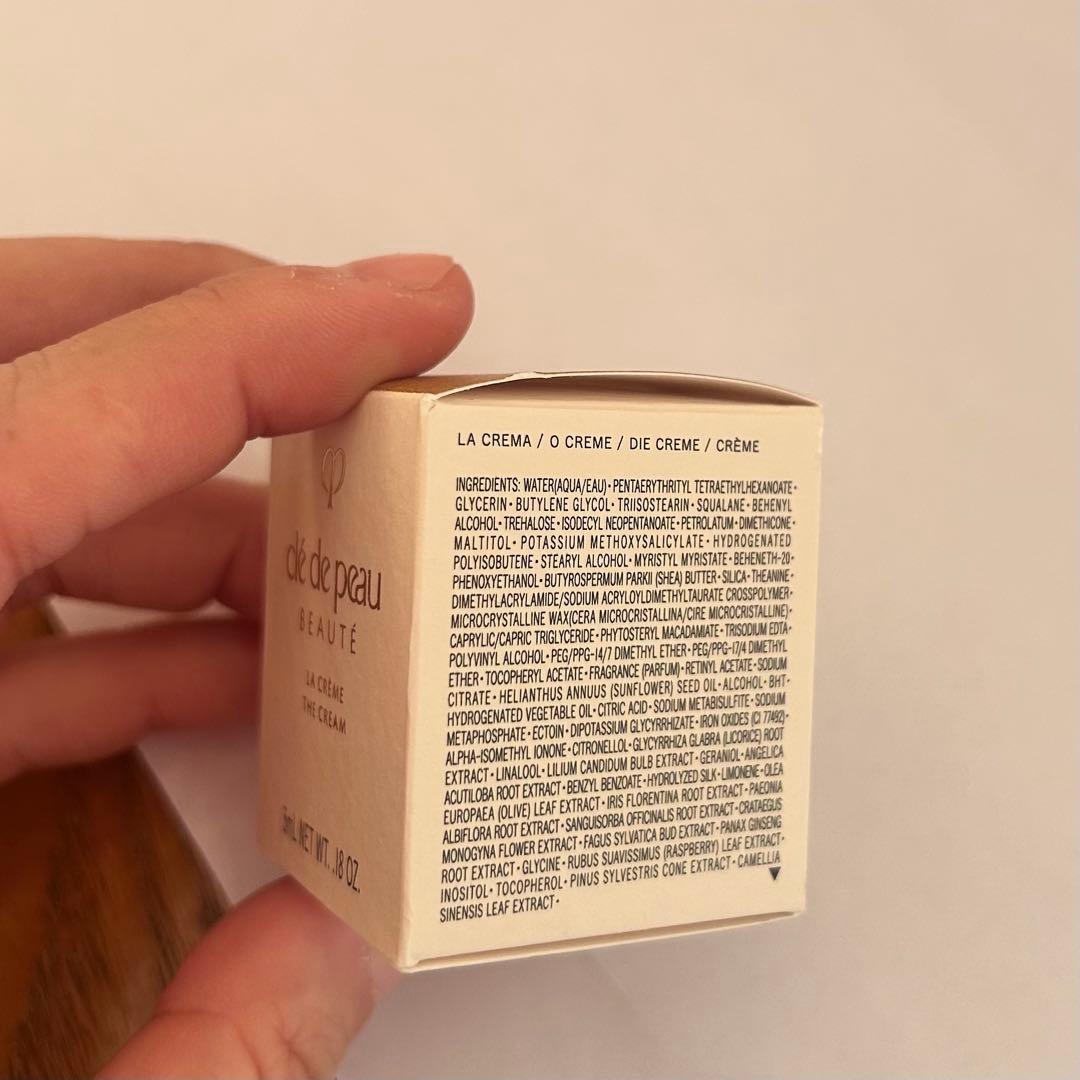 clé de peau
BEAUTÉ
LA CRÈME
THE CREAM
5mL NET WT. .18 OZ.
LA CREMA / O CREME / DIE CREME / CRÈME
INGREDIENTS: WATER(AQUA/EAU)•PENTAERYTHRITYL TETRAETHYLHEXANOATE•
GLYCERIN•BUTYLENE GLYCOL•TRIISOSTEARIN•SQUALANE•BEHENYL
ALCOHOL•TREHALOSE•ISODECYL NEOPENTANOATE•PETROLATUM•DIMETHICONE•
MALTITOL•POTASSIUM METHOXYSALICYLATE•HYDROGENATED
POLYISOBUTENE•STEARYL ALCOHOL•MYRISTYL MYRISTATE•BEHENETH-20•
PHENOXYETHANOL•BUTYROSPERMUM PARKII (SHEA) BUTTER•SILICA•THEANINE•
DIMETHYLACRYLAMIDE/SODIUM ACRYLOYLDIMETHYLTAURATE CROSSPOLYMER•
MICROCRYSTALLINE WAX(CERA MICROCRISTALLINA/CIRE MICROCRISTALLINE)•
CAPRYLIC/CAPRIC TRIGLYCERIDE•PHYTOSTERYL MACADAMIATE•TRISODIUM EDTA•
POLYVINYL ALCOHOL•PEG/PPG-14/7 DIMETHYL ETHER•PEG/PPG-17/4 DIMETHYL
ETHER•TOCOPHERYL ACETATE•FRAGRANCE (PARFUM)•RETINYL ACETATE•SODIUM
CITRATE•HELIANTHUS ANNUUS (SUNFLOWER) SEED OIL•ALCOHOL•BHT•
HYDROGENATED VEGETABLE OIL•CITRIC ACID•SODIUM METABISULFITE•SODIUM
METAPHOSPHATE•ECTOIN•DIPOTASSIUM GLYCYRRHIZATE•IRON OXIDES (CI 77492)•
ALPHA-ISOMETHYL IONONE•CITRONELLOL•GLYCYRRHIZA GLABRA (LICORICE) ROOT
EXTRACT•LINALOOL•LILIUM CANDIDUM BULB EXTRACT•GERANIOL•ANGELICA
ACUTILOBA ROOT EXTRACT•BENZYL BENZOATE•HYDROLYZED SILK•LIMONENE•OLEA
EUROPAEA (OLIVE) LEAF EXTRACT•IRIS FLORENTINA ROOT EXTRACT•PAEONIA
ALBIFLORA ROOT EXTRACT•SANGUISORBA OFFICINALIS ROOT EXTRACT•CRATAEGUS
MONOGYNA FLOWER EXTRACT•FAGUS SYLVATICA BUD EXTRACT•PANAX GINSENG
ROOT EXTRACT•GLYCINE•RUBUS SUAVISSIMUS (RASPBERRY) LEAF EXTRACT•
INOSITOL•TOCOPHEROL•PINUS SYLVESTRIS CONE EXTRACT•CAMELLIA
SINENSIS LEAF EXTRACT•